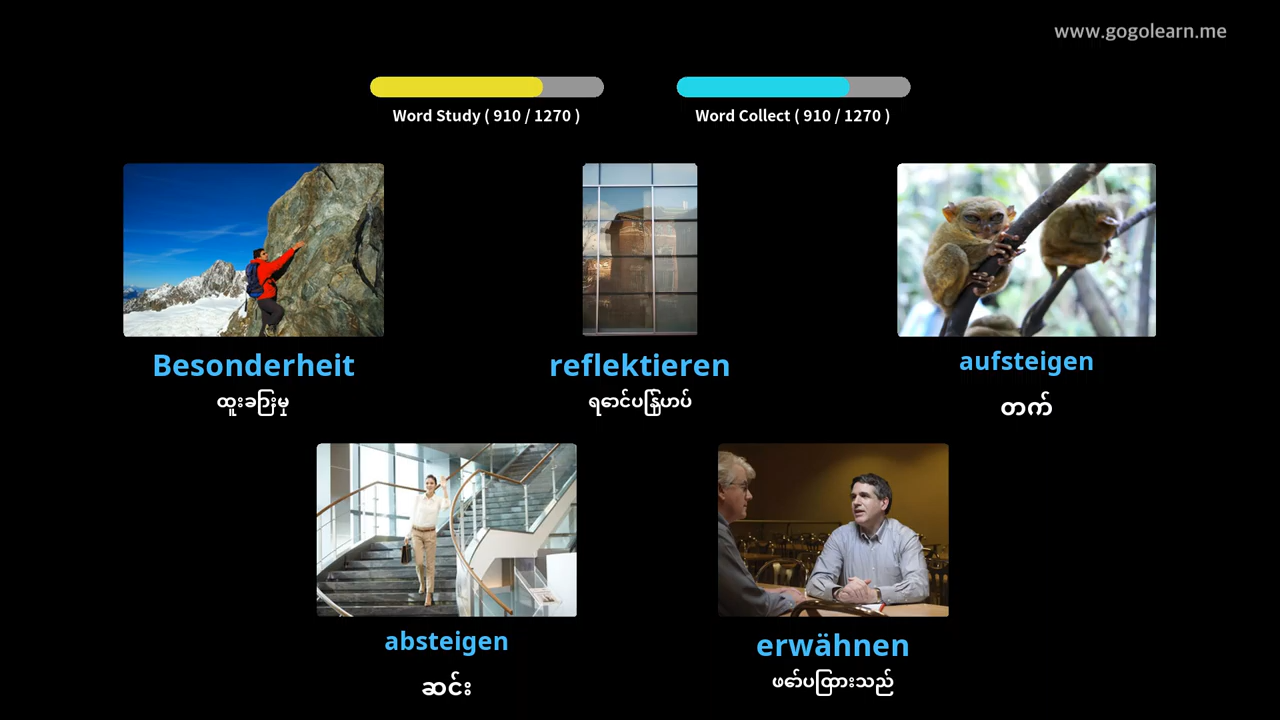 www.gogolearn.me
Word Study ( 910 / 1270 )
Word Collect ( 910 / 1270 )
Besonderheit
ထူးခြားမှု
reflektieren
ရောင်ပြန်ဟပ်
aufsteigen
တက်
absteigen
ဆင်း
erwähnen
ဖော်ပြထားသည်